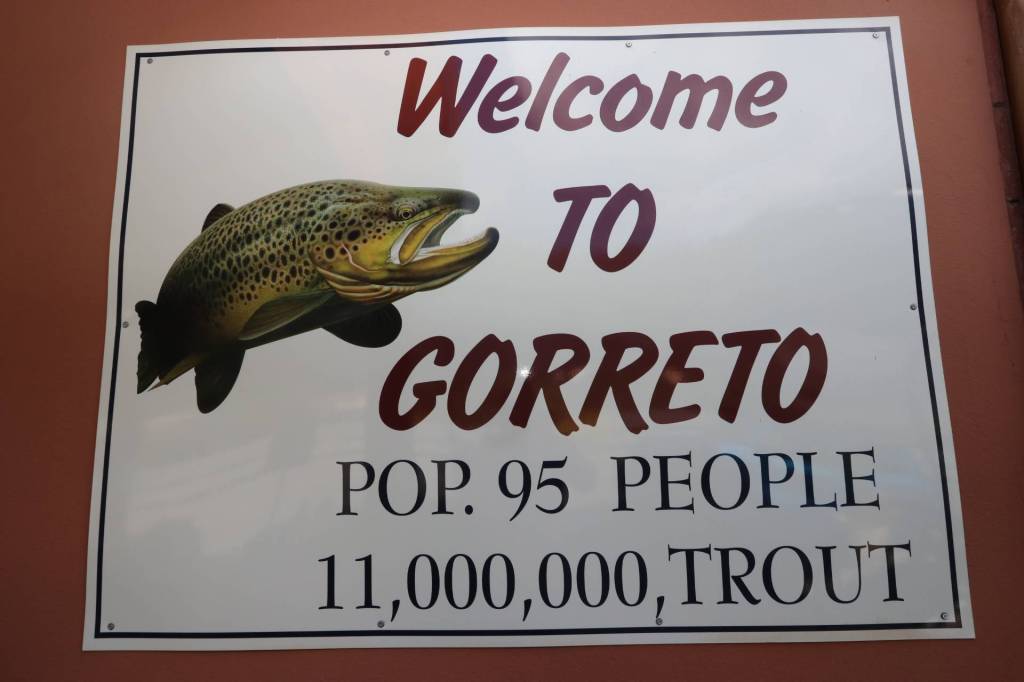 Welcome
TO
GORRETO
POP. 95 PEOPLE
11,000,000,TROUT